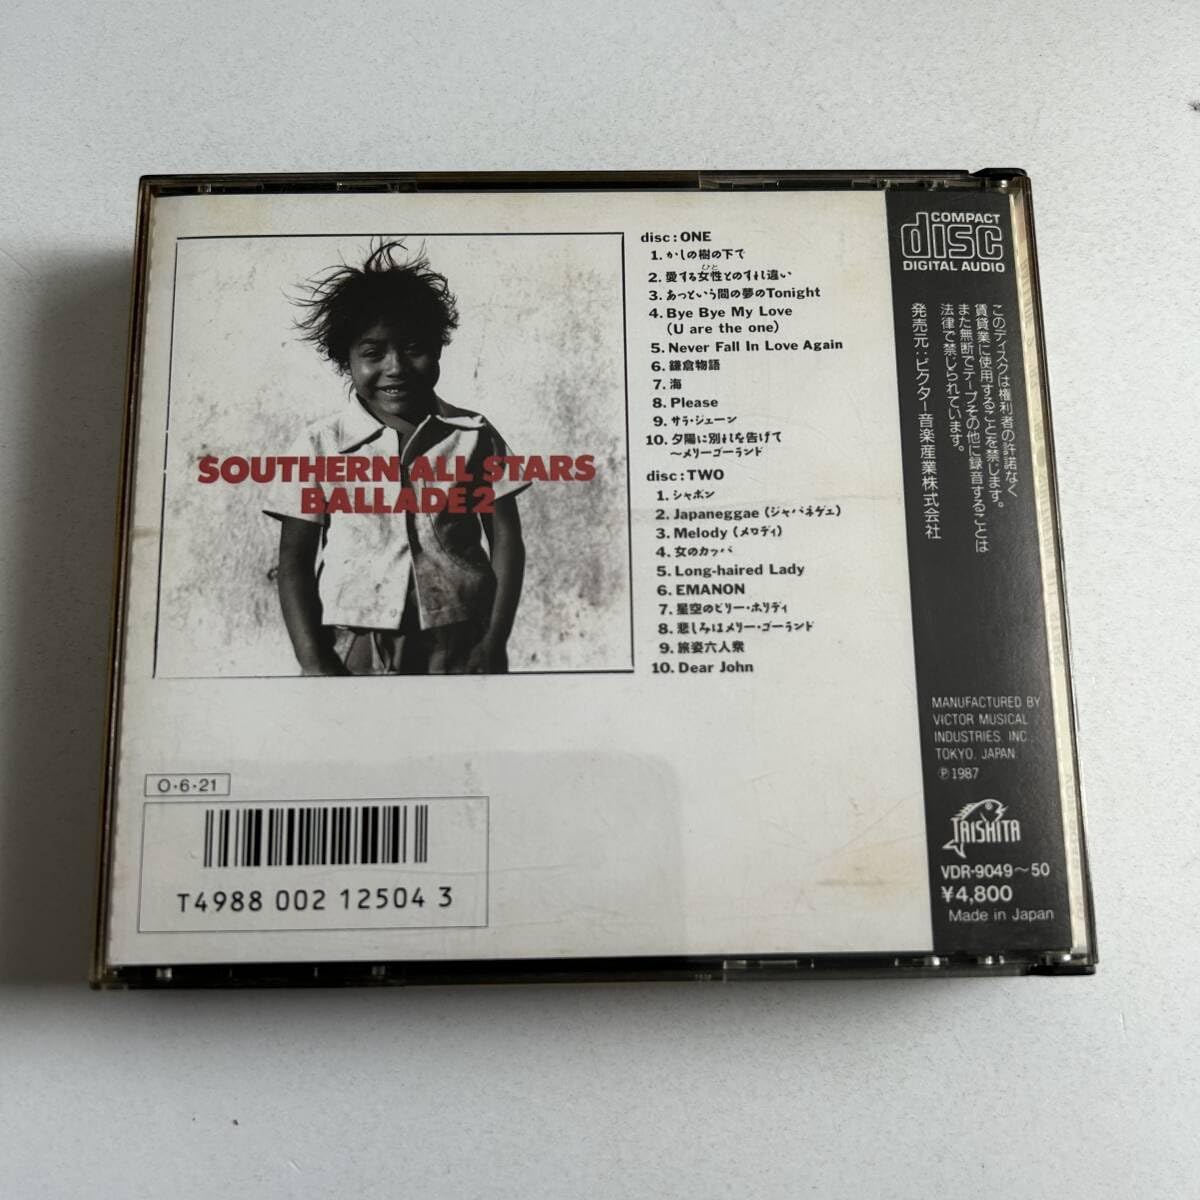 SOUTHERN ALL STARS
BALLADE 2
disc: ONE
1. かしの樹の下で
ひと
2. 愛する女性とのすれ違い
3. あっという間の夢のTonight
4. Bye Bye My Love
(U are the one)
5. Never Fall In Love Again
6. 鎌倉物語
7. 海
8. Please
9. サラ・ジェーン
10. 夕陽に別れを告げて
〜メリーゴーランド
disc: TWO
1. シャボン
2. Japaneggae (ジャパネゲエ)
3. Melody (メロディ)
4. 女のカッパ
5. Long-haired Lady
6. EMANON
7. 星空のビリー・ホリディ
8. 悲しみはメリー・ゴーランド
9. 旅姿六人衆
10. Dear John
O・6・21
T4988 002 12504 3
COMPACT
disc
DIGITAL AUDIO
このディスクは権利者の許諾なく
賃貸業に使用することを禁じます。
また無断でテープその他に録音することは
法律で禁じられています。
発売元:ビクター音楽産業株式会社
MANUFACTURED BY
VICTOR MUSICAL
INDUSTRIES, INC.,
TOKYO, JAPAN.
Ⓟ1987
TAISHITA
VDR-9049〜50
¥4,800
Made in Japan